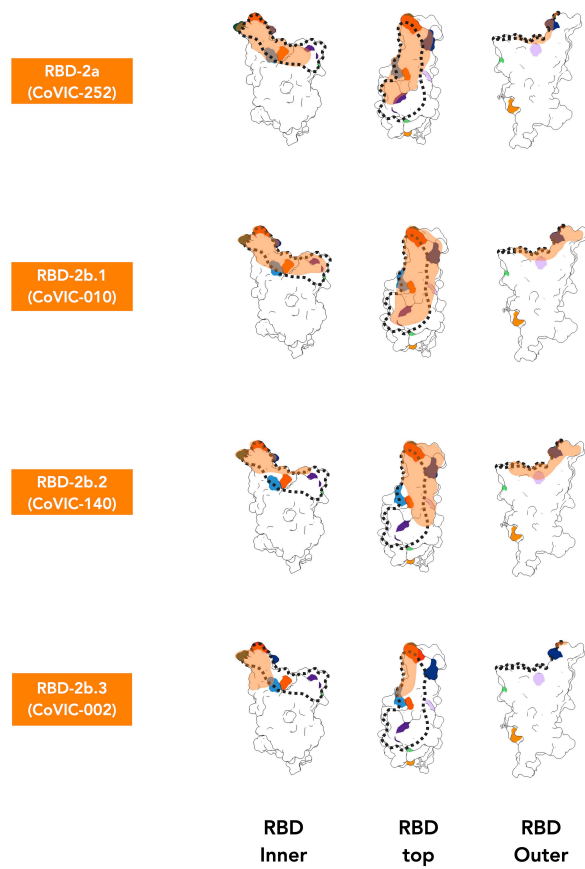 RBD-2a
(CoVIC-252)
RBD-2b.1
(CoVIC-010)
RBD-2b.2
(CoVIC-140)
RBD-2b.3
(CoVIC-002)
RBD
Inner
RBD
top
RBD
Outer